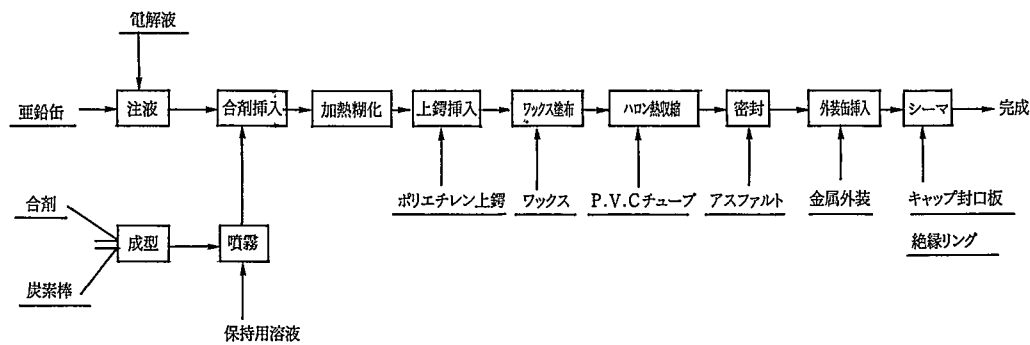 電解液
亜鉛缶
注液
合剤挿入
加熱糊化
上鍔挿入
ワックス塗布
ハロン熱収縮
密封
外装缶挿入
シーマ
完成
ポリエチレン上鍔
ワックス
P.V.Cチューブ
アスファルト
金属外装
キャップ封口板
絶縁リング
合剤
成型
噴霧
炭素棒
保持用溶液